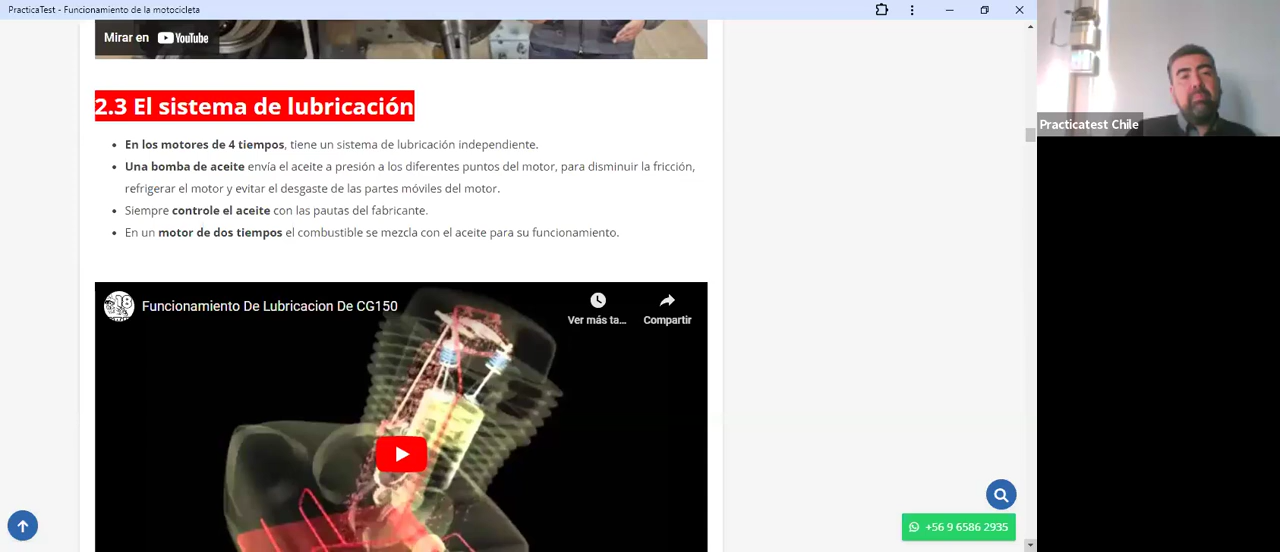 PracticaTest - Funcionamiento de la motocicleta
Mirar en YouTube
2.3 El sistema de lubricación
En los motores de 4 tiempos, tiene un sistema de lubricación independiente.
Una bomba de aceite envía el aceite a presión a los diferentes puntos del motor, para disminuir la fricción,
refrigerar el motor y evitar el desgaste de las partes móviles del motor.
Siempre controle el aceite con las pautas del fabricante.
En un motor de dos tiempos el combustible se mezcla con el aceite para su funcionamiento.
Funcionamiento De Lubricacion De CG150
Ver más ta...
Compartir
Practicatest Chile
+56 9 6586 2935